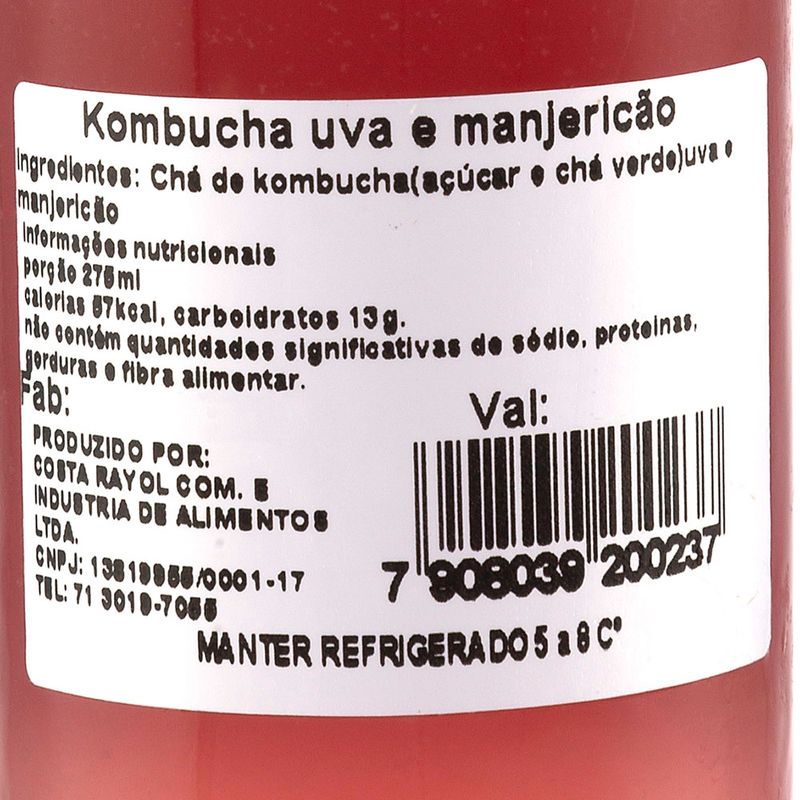 Kombucha uva e manjericão
Ingredientes: Chá de kombucha(açúcar e chá verde)uva e
manjericão
Informações nutricionais
porção 275ml
calorias 57kcal, carboidratos 13g.
não contém quantidades significativas de sódio, proteinas,
gorduras e fibra alimentar.
Fab:
Val:
PRODUZIDO POR:
COSTA RAYOL COM. E
INDUSTRIA DE ALIMENTOS
LTDA.
CNPJ: 13819955/0001-17
TEL: 71 3019-7055
7 908039 200237
MANTER REFRIGERADO 5 a 8 C°